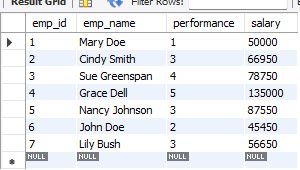 Result Grid Filter Rows:
emp_id emp_name performance salary
1 Mary Doe 1 50000
2 Cindy Smith 3 66950
3 Sue Greenspan 4 78750
4 Grace Dell 5 135000
5 Nancy Johnson 3 87550
6 John Doe 2 45450
7 Lily Bush 3 56650
NULL NULL NULL NULL